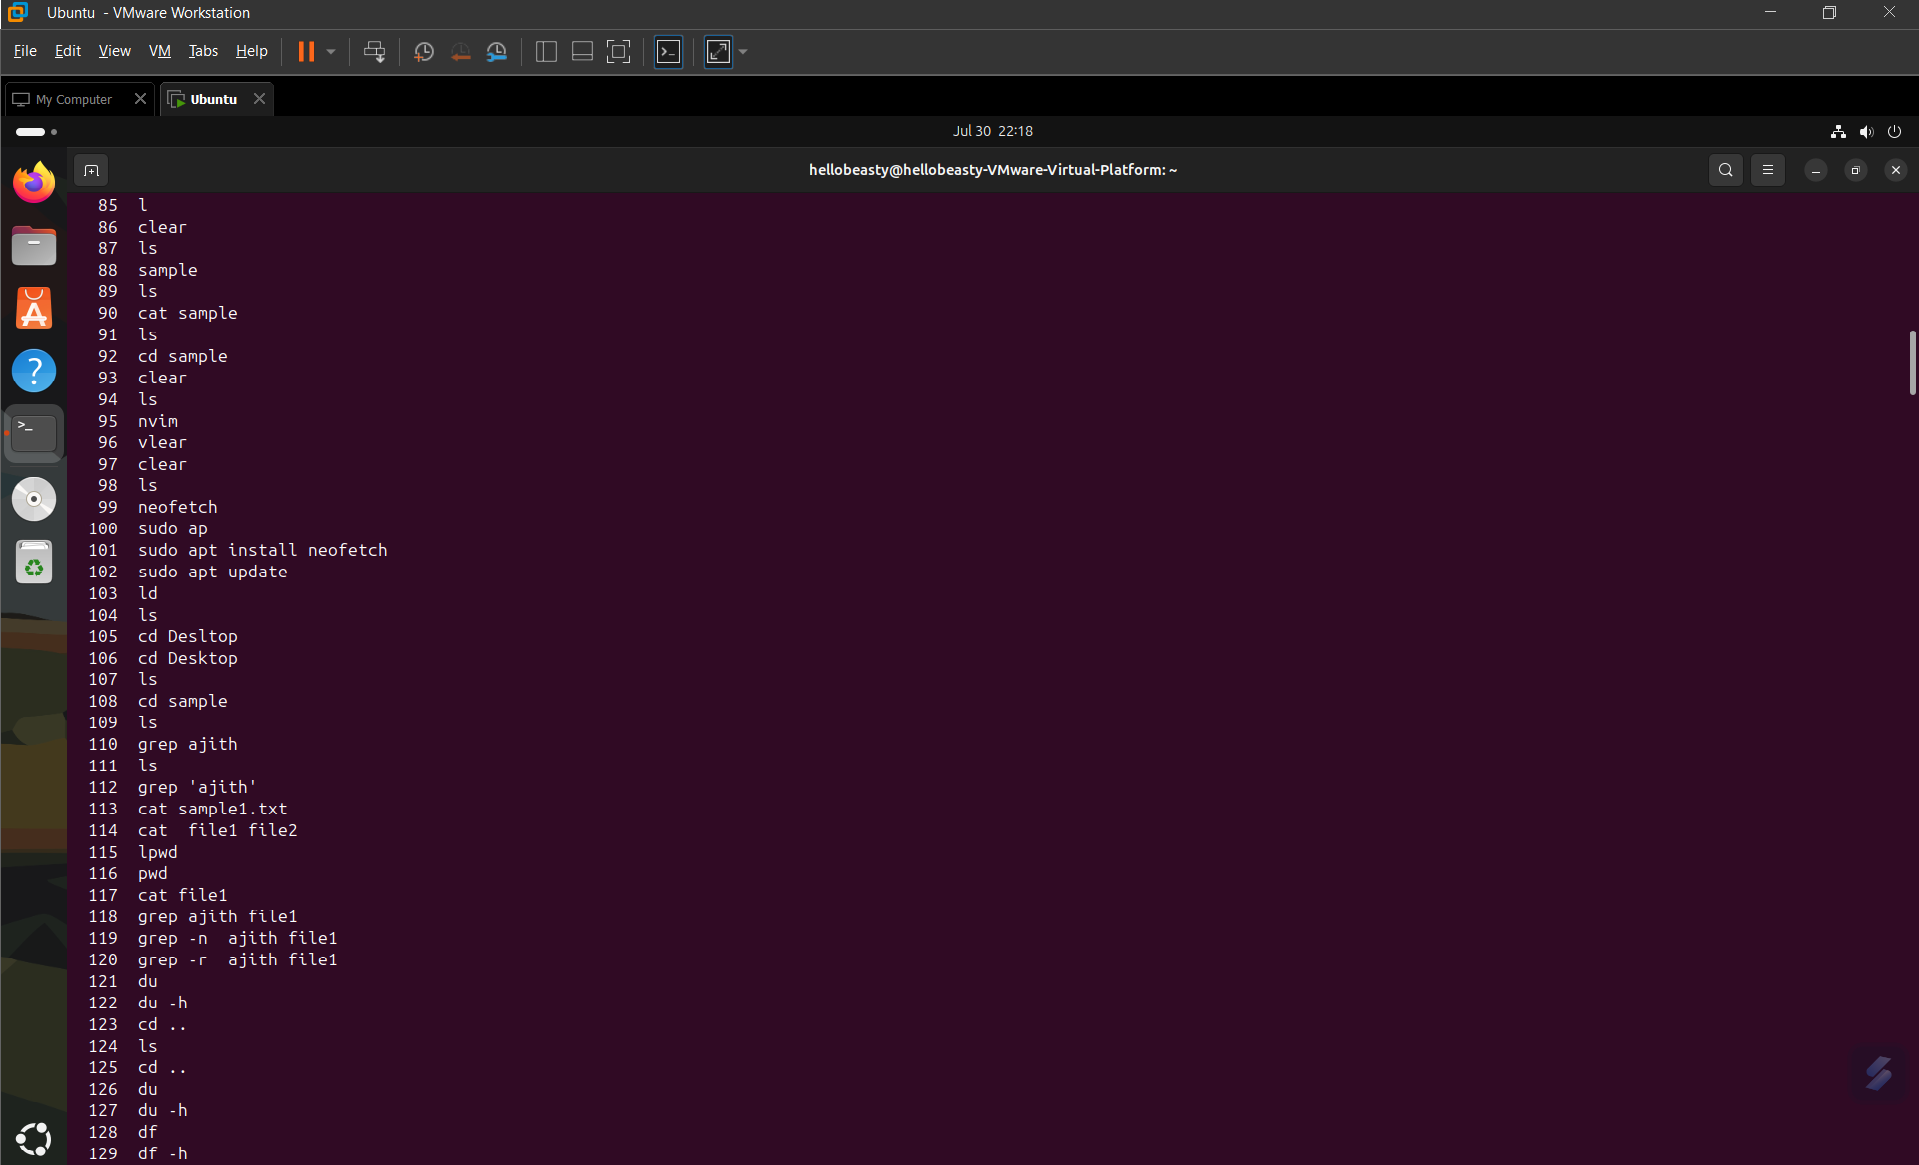 Ubuntu - VMware Workstation
File Edit View VM Tabs Help
My Computer Ubuntu
Jul 30 22:18
hellobeasty@hellobeasty-VMware-Virtual-Platform: ~
85 l
86 clear
87 ls
88 sample
89 ls
90 cat sample
91 ls
92 cd sample
93 clear
94 ls
95 nvim
96 vlear
97 clear
98 ls
99 neofetch
100 sudo ap
101 sudo apt install neofetch
102 sudo apt update
103 ld
104 ls
105 cd Desltop
106 cd Desktop
107 ls
108 cd sample
109 ls
110 grep ajith
111 ls
112 grep 'ajith'
113 cat sample1.txt
114 cat  file1 file2
115 lpwd
116 pwd
117 cat file1
118 grep ajith file1
119 grep -n  ajith file1
120 grep -r  ajith file1
121 du
122 du -h
123 cd ..
124 ls
125 cd ..
126 du
127 du -h
128 df
129 df -h